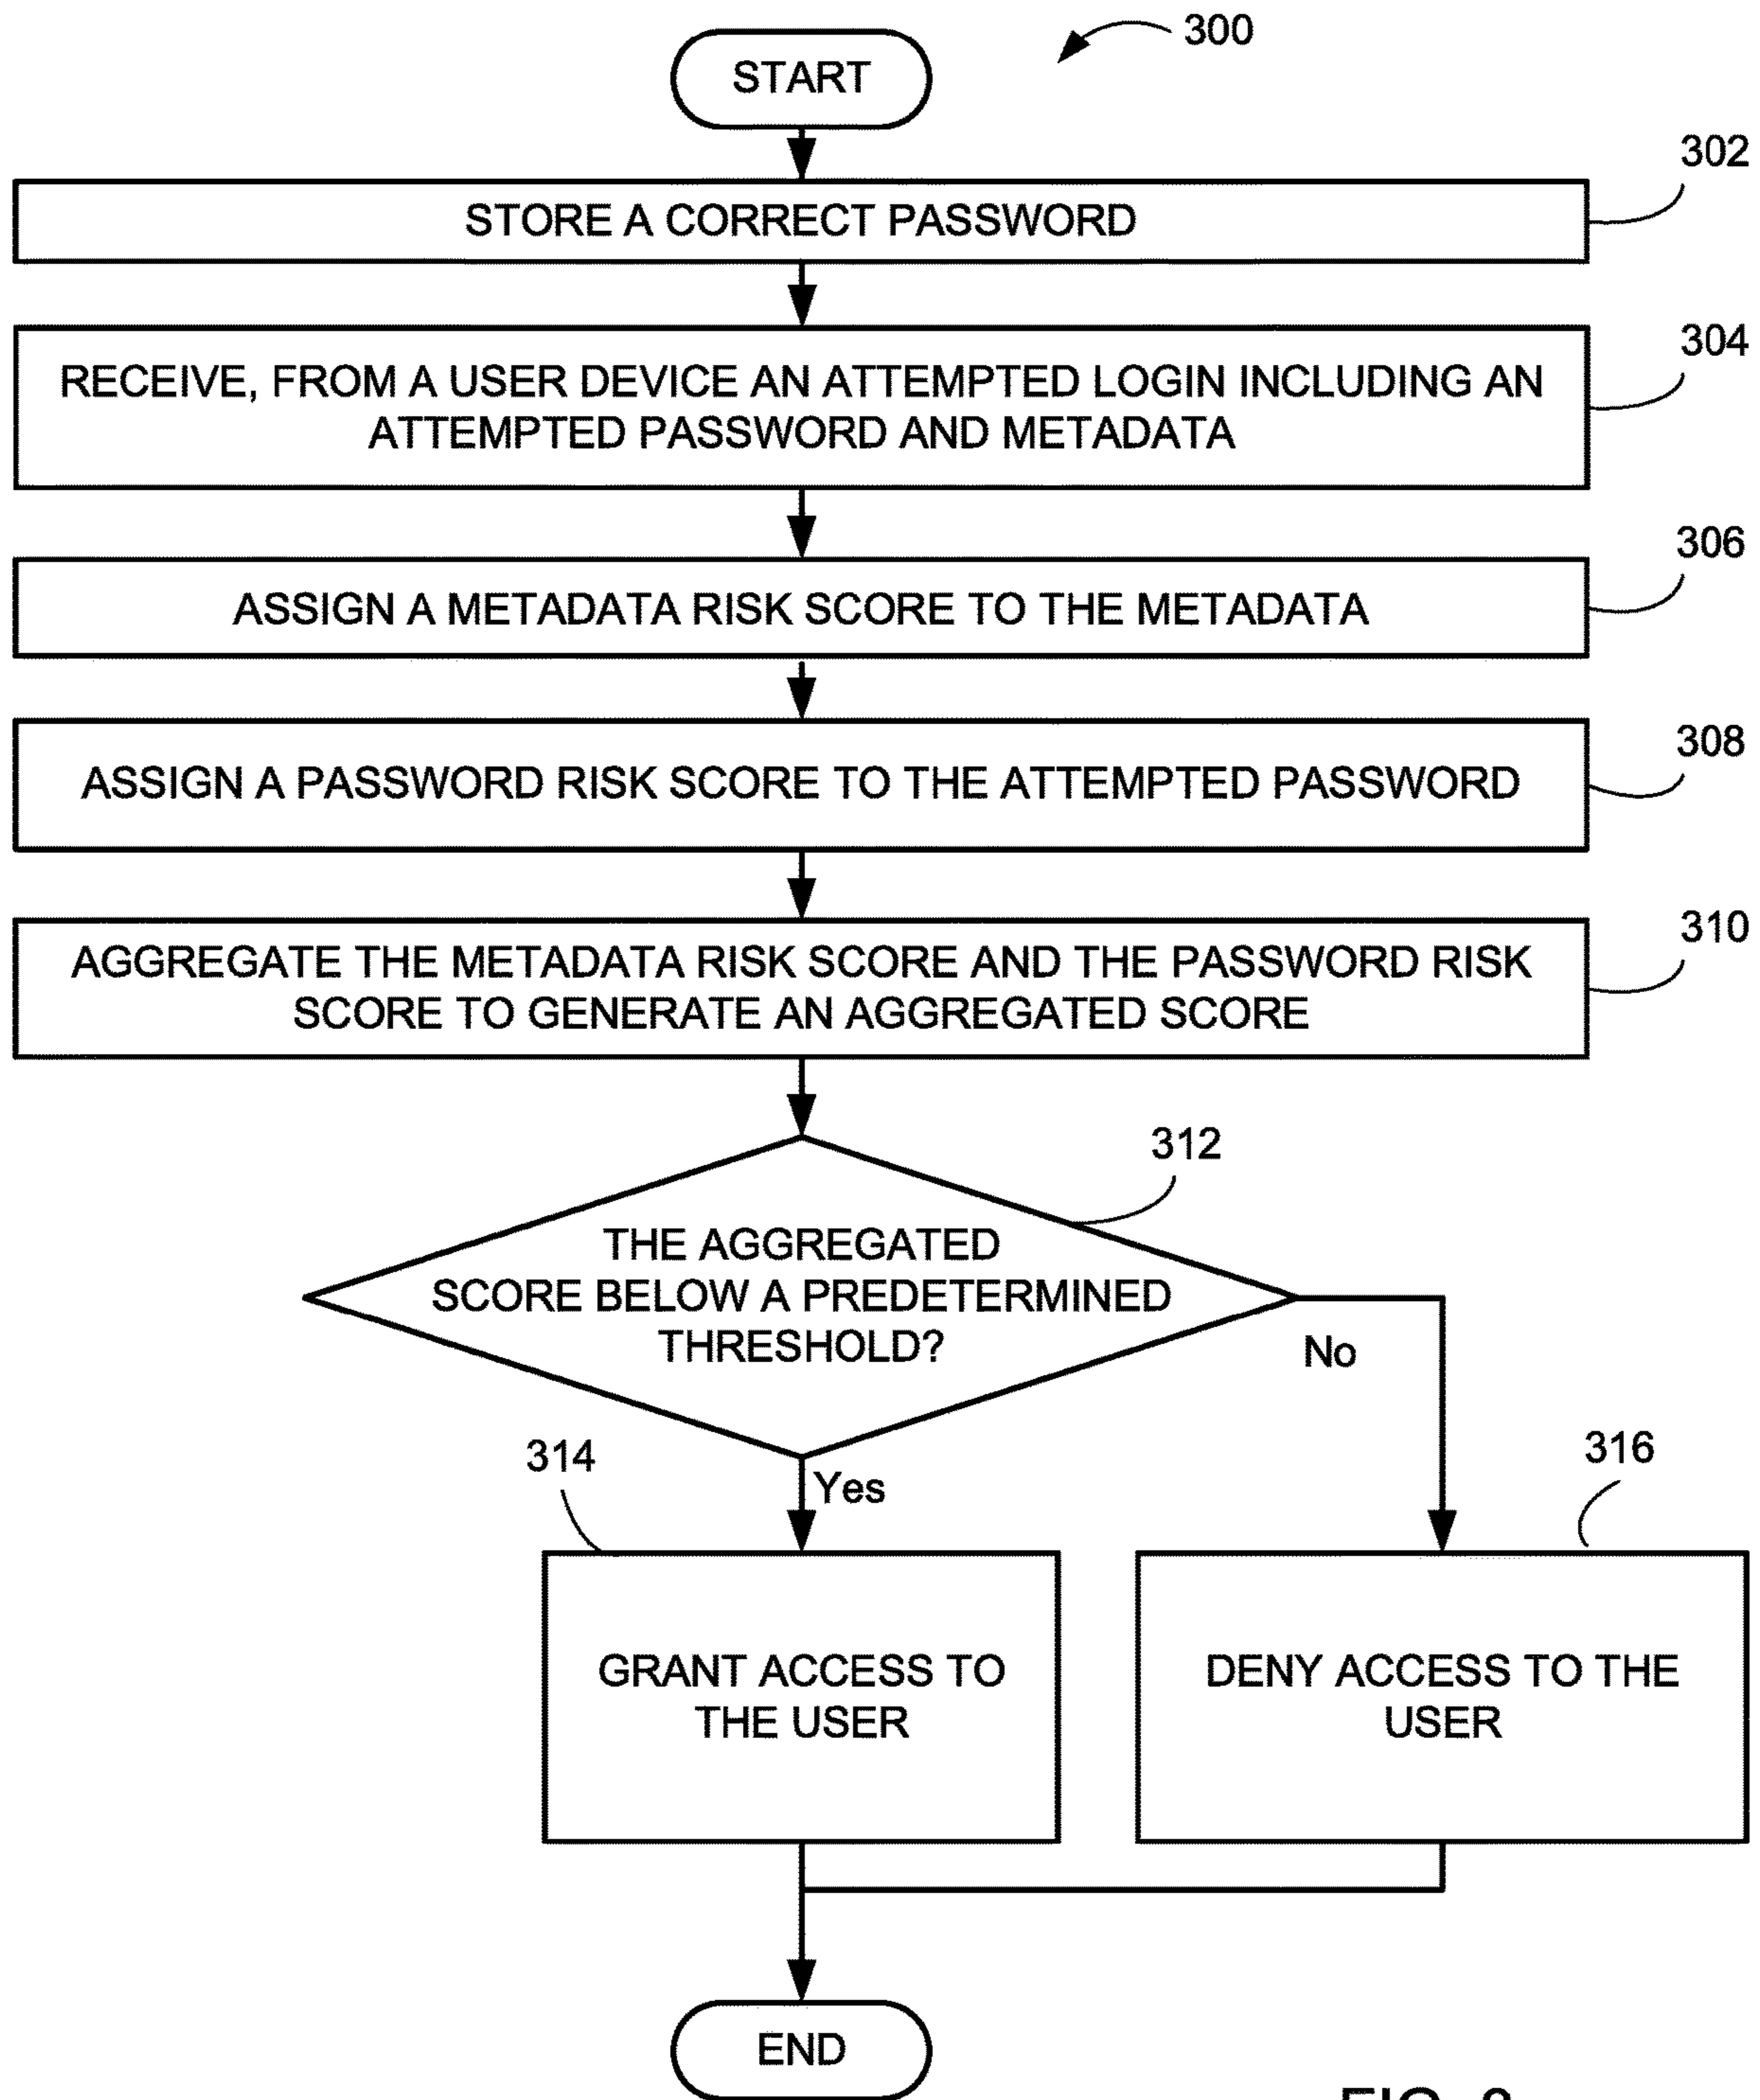 300
START
302
STORE A CORRECT PASSWORD
304
RECEIVE, FROM A USER DEVICE AN ATTEMPTED LOGIN INCLUDING AN
ATTEMPTED PASSWORD AND METADATA
306
ASSIGN A METADATA RISK SCORE TO THE METADATA
308
ASSIGN A PASSWORD RISK SCORE TO THE ATTEMPTED PASSWORD
310
AGGREGATE THE METADATA RISK SCORE AND THE PASSWORD RISK
SCORE TO GENERATE AN AGGREGATED SCORE
312
THE AGGREGATED
SCORE BELOW A PREDETERMINED
THRESHOLD?
No
Yes
314
316
GRANT ACCESS TO
THE USER
DENY ACCESS TO THE
USER
END
FIG.